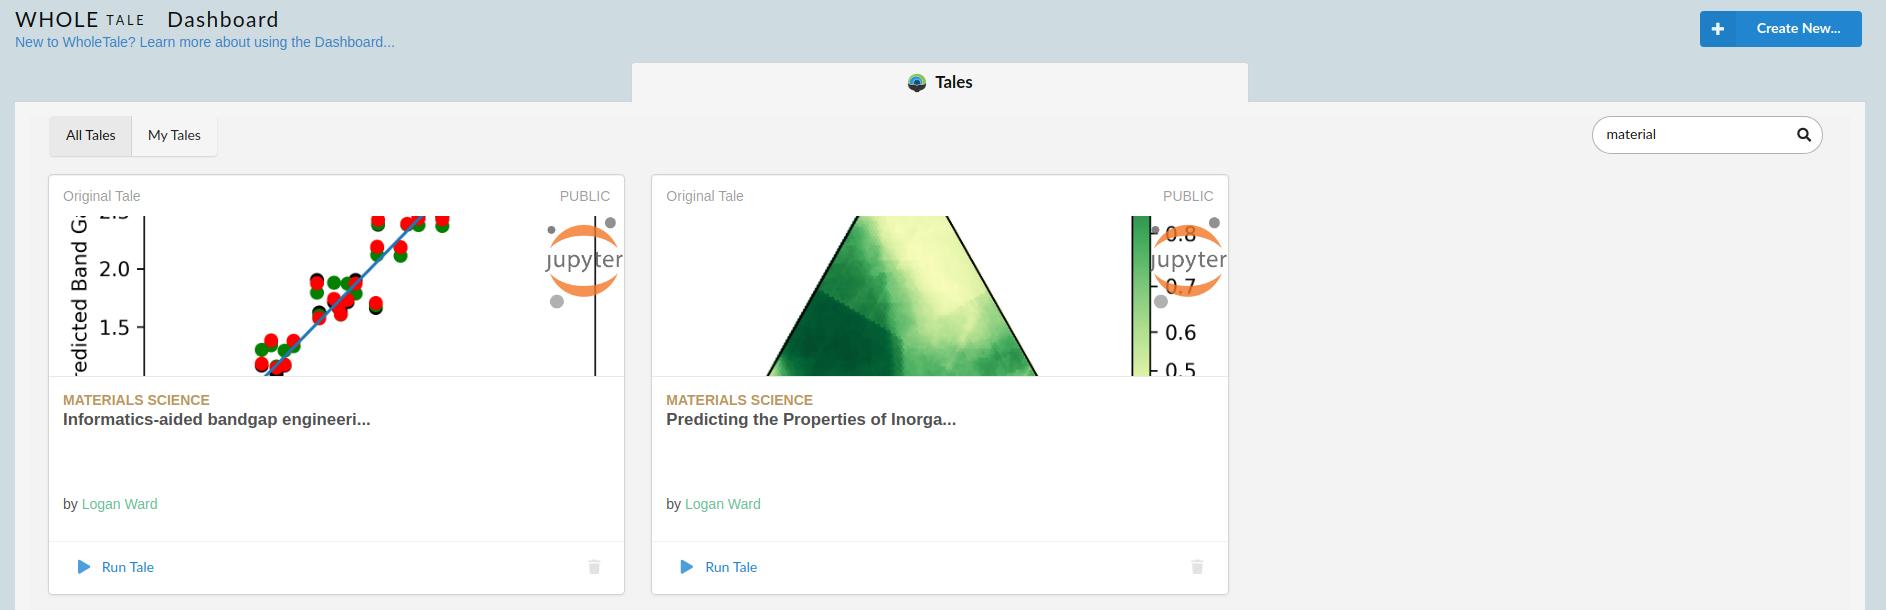 WHOLE TALE Dashboard
New to WholeTale? Learn more about using the Dashboard...
Create New...
Tales
All Tales
My Tales
material
Original Tale
PUBLIC
2.0
1.5
jupyter
MATERIALS SCIENCE
Informatics-aided bandgap engineeri...
by Logan Ward
Run Tale
Original Tale
PUBLIC
0.8
0.7
0.6
0.5
jupyter
MATERIALS SCIENCE
Predicting the Properties of Inorga...
by Logan Ward
Run Tale